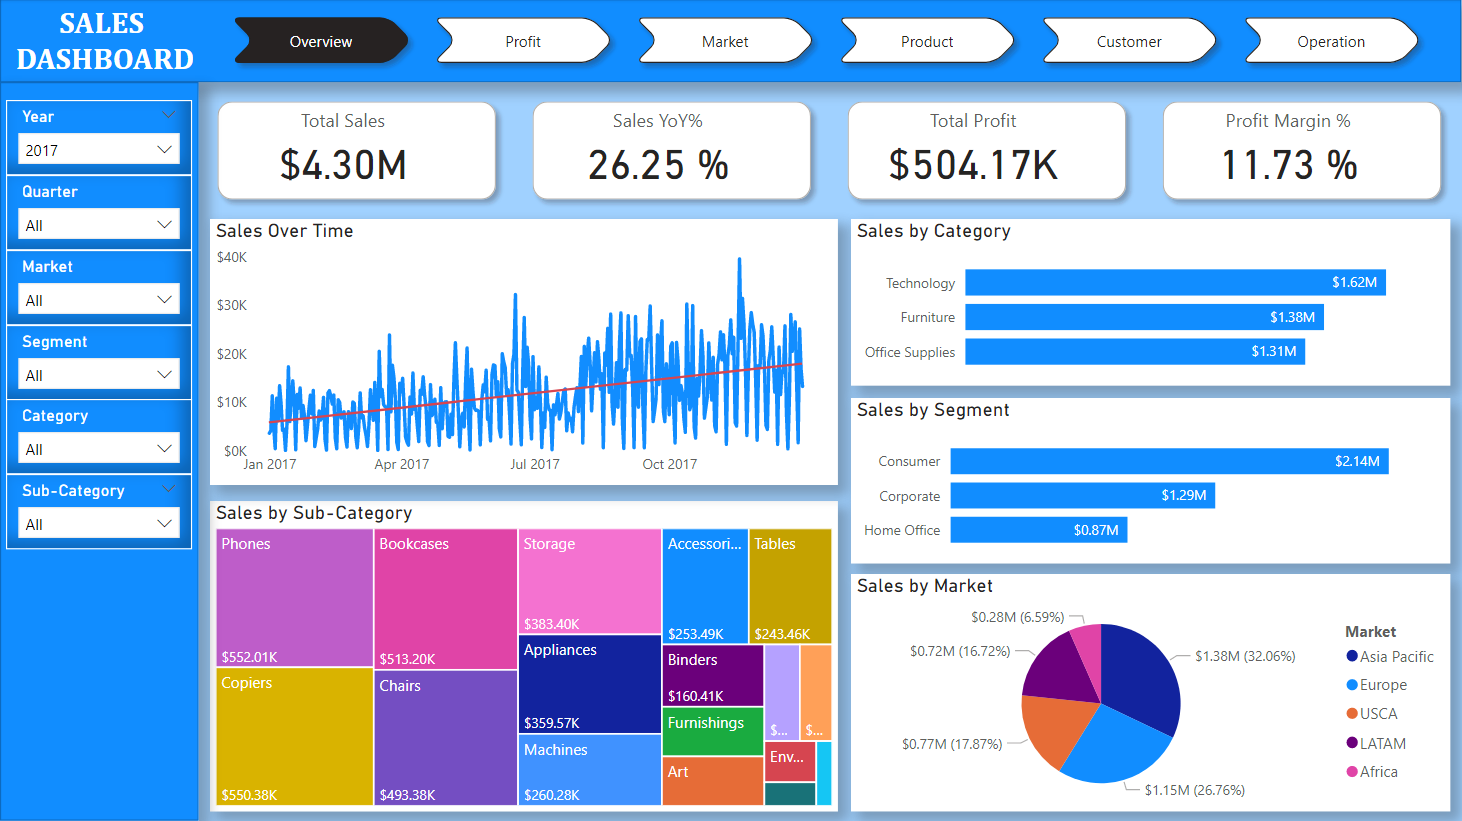 SALES
DASHBOARD
Overview
Profit
Market
Product
Customer
Operation
Year
2017
Quarter
All
Market
All
Segment
All
Category
All
Sub-Category
All
Total Sales
$4.30M
Sales YoY%
26.25 %
Total Profit
$504.17K
Profit Margin %
11.73 %
Sales Over Time
$40K
$30K
$20K
$10K
$0K
Jan 2017
Apr 2017
Jul 2017
Oct 2017
Sales by Category
Technology
$1.62M
Furniture
$1.38M
Office Supplies
$1.31M
Sales by Segment
Consumer
$2.14M
Corporate
$1.29M
Home Office
$0.87M
Sales by Sub-Category
Phones
$552.01K
Copiers
$550.38K
Bookcases
$513.20K
Chairs
$493.38K
Storage
$383.40K
Appliances
$359.57K
Machines
$260.28K
Accessori...
$253.49K
Tables
$243.46K
Binders
$160.41K
Furnishings
Art
$...
$...
Env...
Sales by Market
$0.28M (6.59%)
$0.72M (16.72%)
$0.77M (17.87%)
$1.38M (32.06%)
$1.15M (26.76%)
Market
Asia Pacific
Europe
USCA
LATAM
Africa